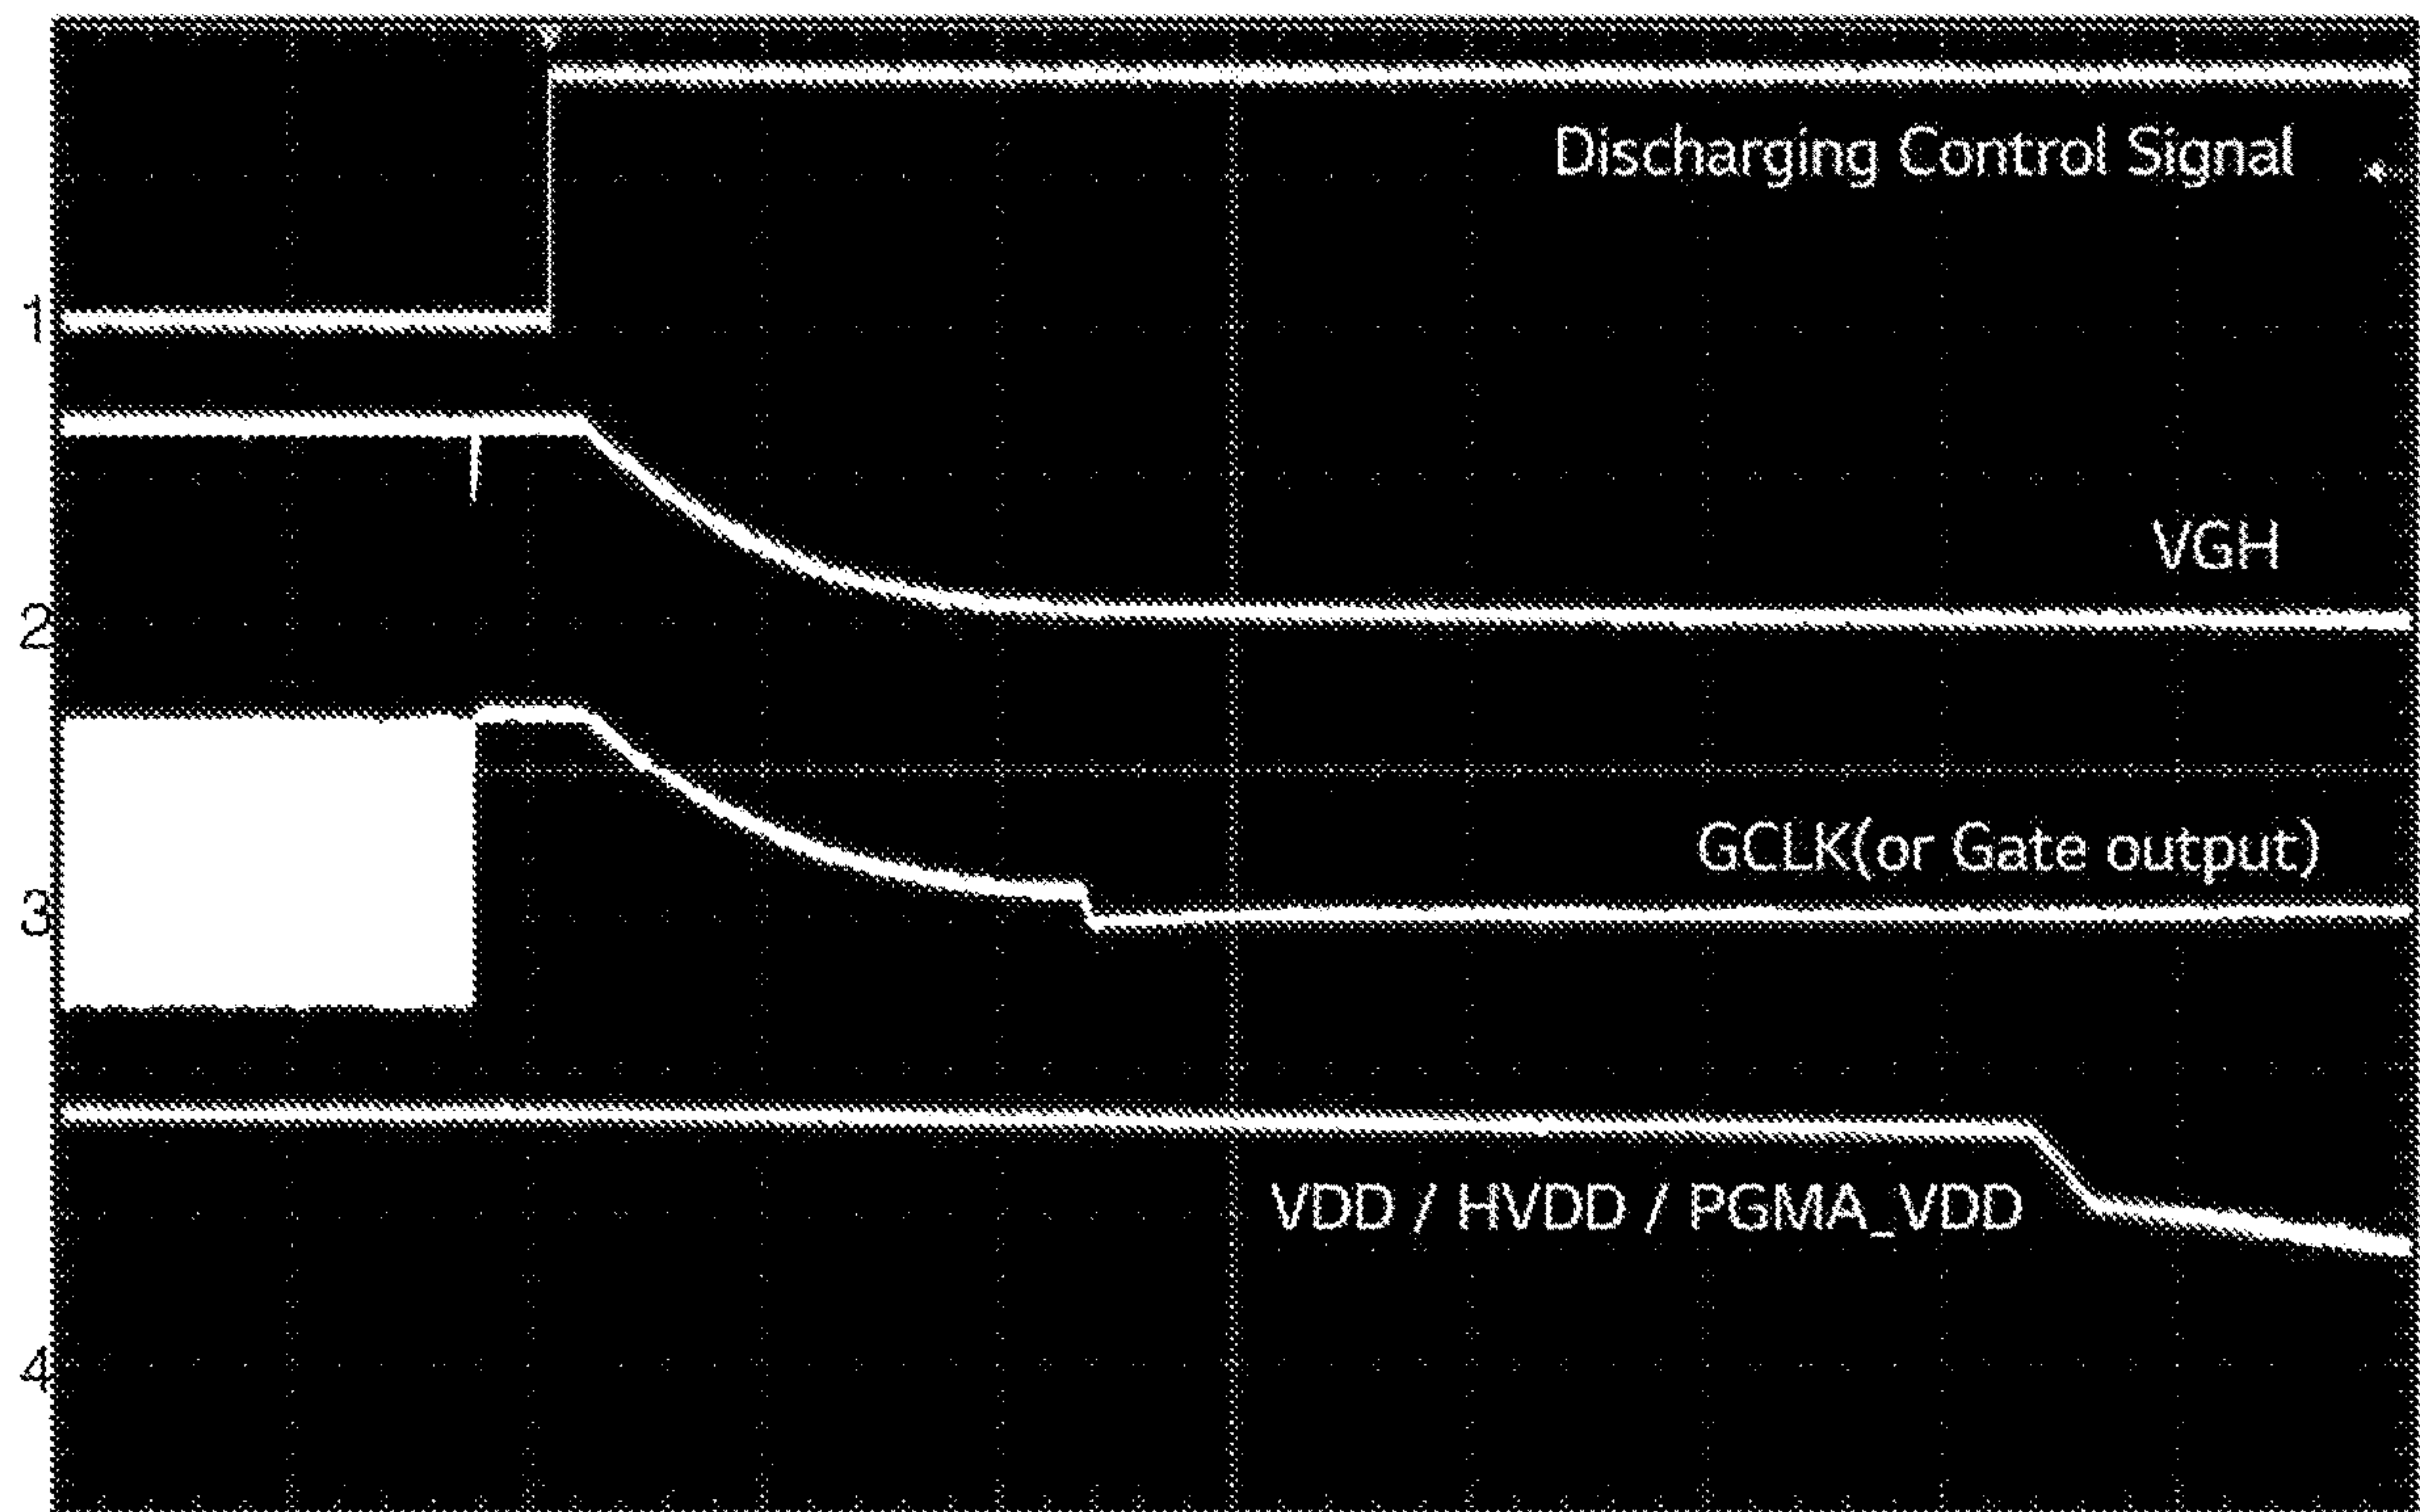 Discharging Control Signal
1
VGH
2
GCLK(or Gate output)
3
VDD / HVDD / PGMA_VDD
4